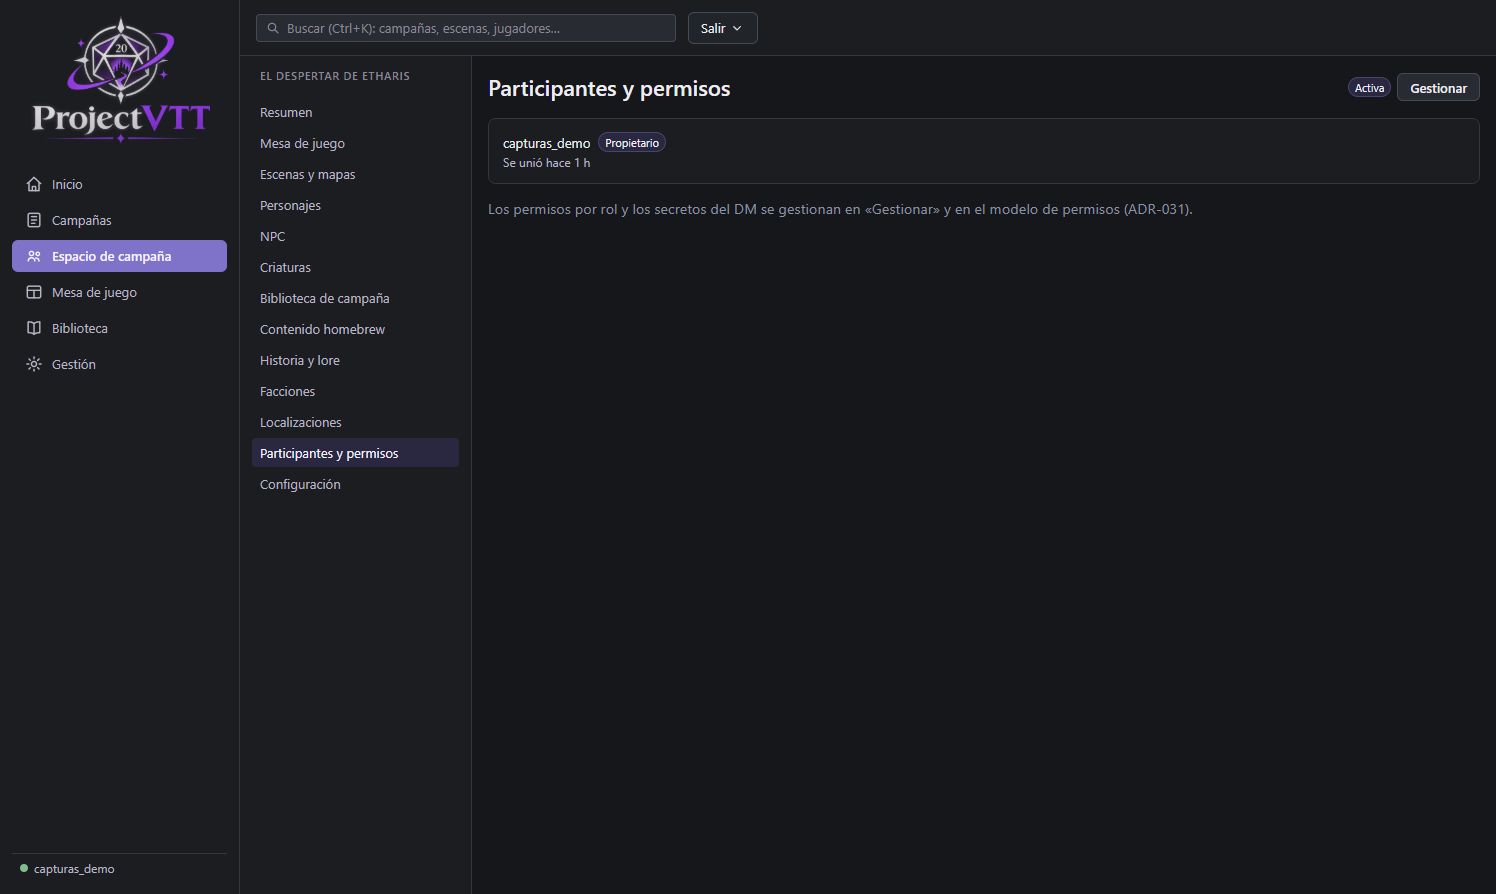 20
ProjectVTT
Inicio
Campañas
Espacio de campaña
Mesa de juego
Biblioteca
Gestión
capturas_demo
Buscar (Ctrl+K): campañas, escenas, jugadores...
Salir
EL DESPERTAR DE ETHARIS
Resumen
Mesa de juego
Escenas y mapas
Personajes
NPC
Criaturas
Biblioteca de campaña
Contenido homebrew
Historia y lore
Facciones
Localizaciones
Participantes y permisos
Configuración
Participantes y permisos
Activa
Gestionar
capturas_demo Propietario
Se unió hace 1 h
Los permisos por rol y los secretos del DM se gestionan en «Gestionar» y en el modelo de permisos (ADR-031).